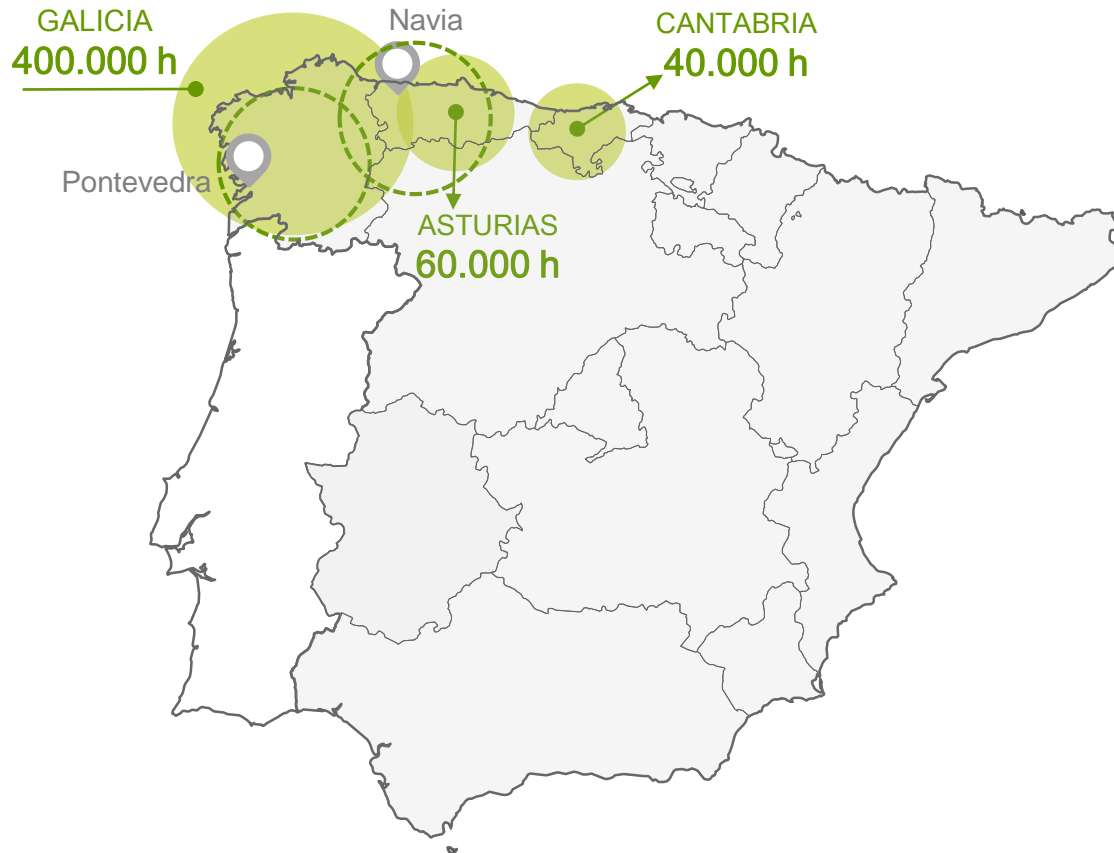 GALICIA
400.000 h
Navia
CANTABRIA
40.000 h
Pontevedra
ASTURIAS
60.000 h